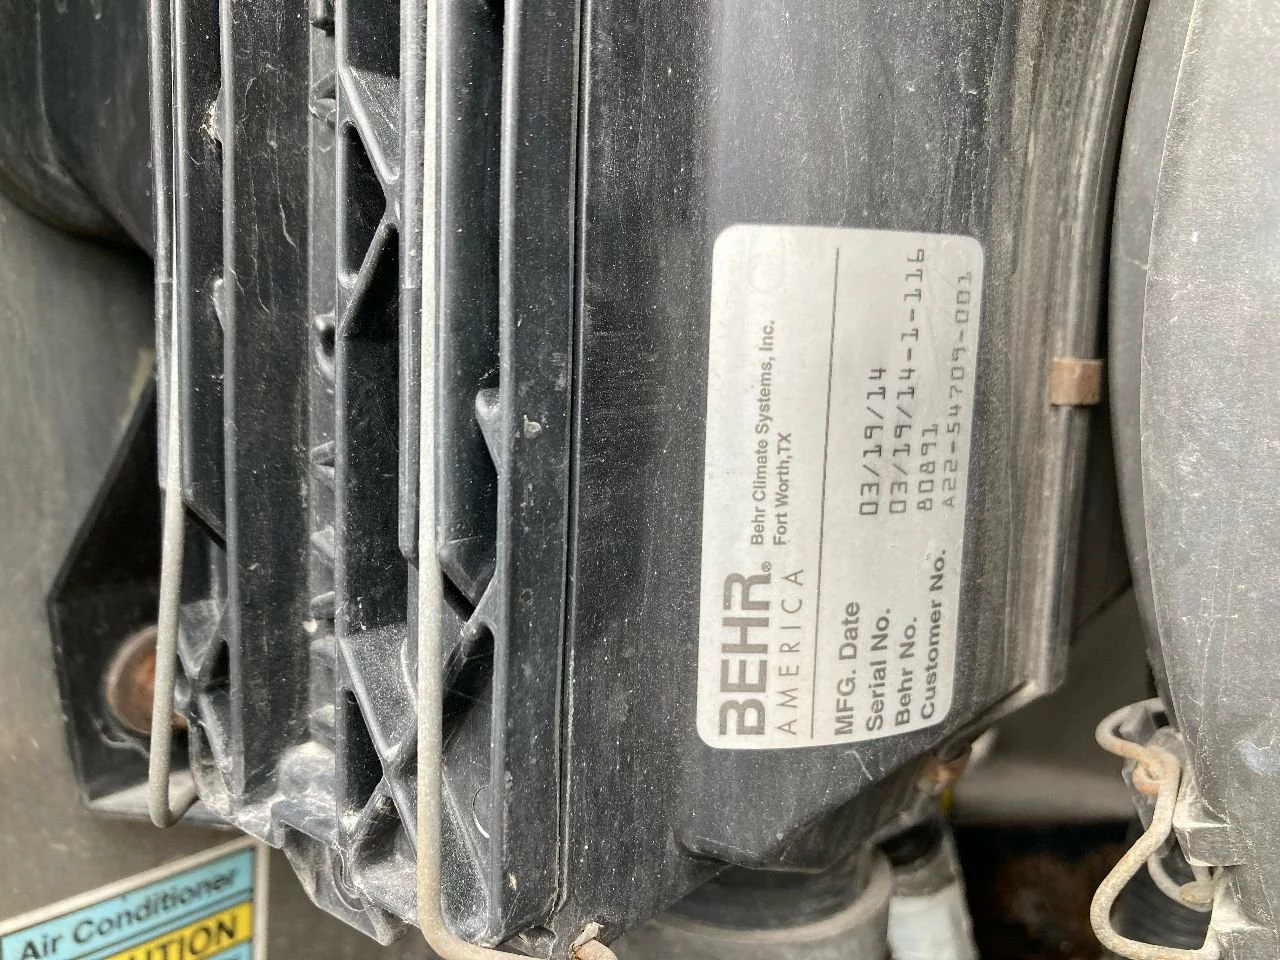 BEHR®
AMERICA
Behr Climate Systems, Inc.
Fort Worth,TX
MFG. Date 03/19/14
Serial No. 03/19/14-1-116
Behr No. 80891
Customer No. A22-54709-001
Air Conditioner